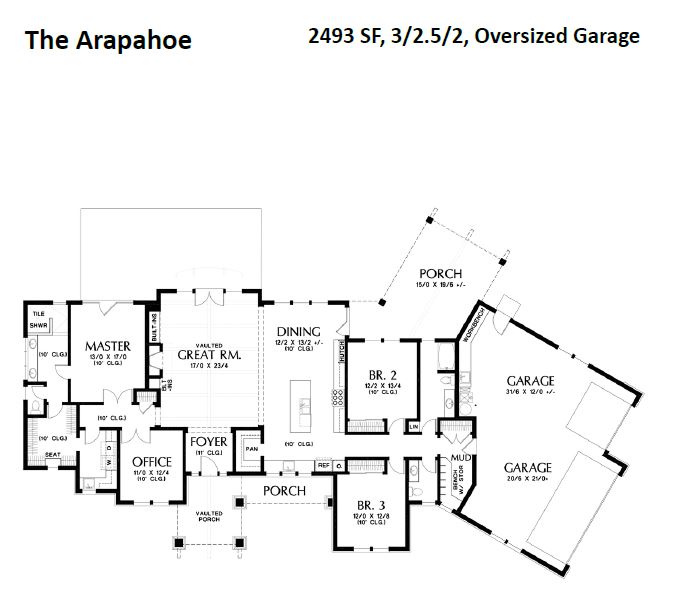 The Arapahoe
2493 SF, 3/2.5/2, Oversized Garage
PORCH
15/0 X 19/6 +/-
TILE
SHWR
(10' CLG.)
MASTER
13/0 X 17/0
(10' CLG.)
BUILT-INS
BLT
-INS
VAULTED
GREAT RM.
17/0 X 23/4
DINING
12/2 X 13/2 +/-
(10' CLG.)
HUTCH
BR. 2
12/2 X 13/4
(10' CLG.)
WORKBENCH
GARAGE
31/6 X 12/0 +/-
(10' CLG.)
(10' CLG.)
SEAT
W
D
OFFICE
11/0 X 12/4
(10' CLG.)
FOYER
(11' CLG.)
PAN
(10' CLG.)
REF
O.
LIN
MUD
BENCH
W/ STOR
GARAGE
20/6 X 21/0+
PORCH
VAULTED
PORCH
BR. 3
12/0 X 12/8
(10' CLG.)